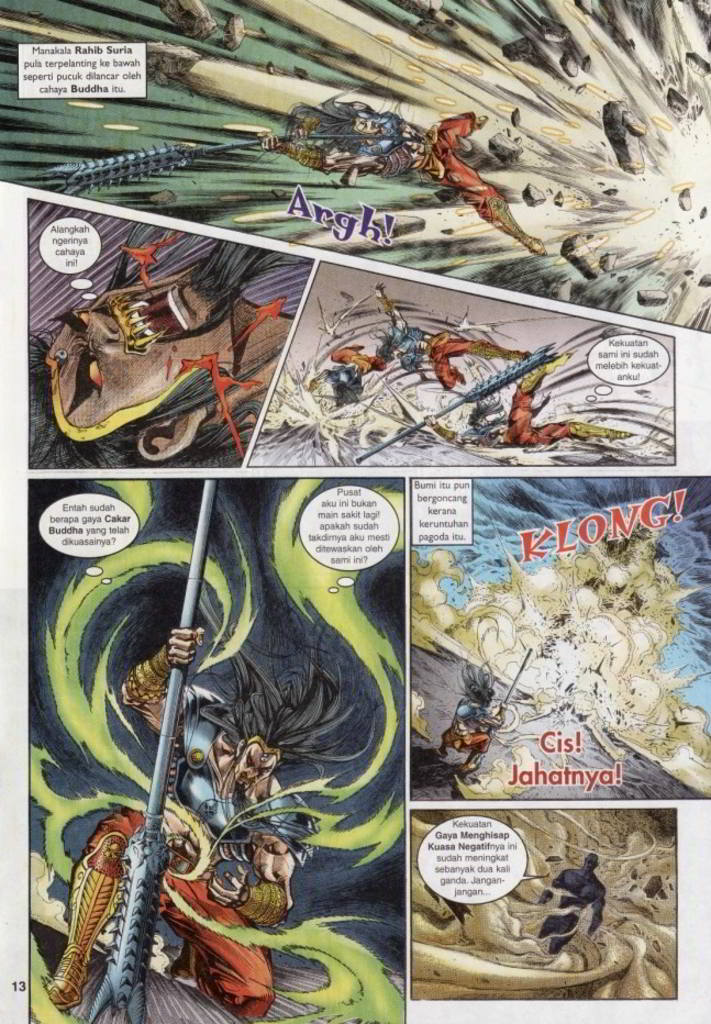 Manakala Rahib Suria
pula terpelanting ke bawah
seperti pucuk dilancar oleh
cahaya Buddha itu.
Argh!
Alangkah
ngerinya
cahaya
ini!
Kekuatan
sami ini sudah
melebih kekuat-
anku!
Entah sudah
berapa gaya Cakar
Buddha yang telah
dikuasainya?
Pusat
aku ini bukan
main sakit lagi!
apakah sudah
takdirnya aku mesti
ditewaskan oleh
sami ini?
Bumi itu pun
bergoncang
kerana
keruntuhan
pagoda itu.
KLONG!
Cis!
Jahatnya!
Kekuatan
Gaya Menghisap
Kuasa Negatifnya ini
sudah meningkat
sebanyak dua kali
ganda. Jangan-
jangan...
13